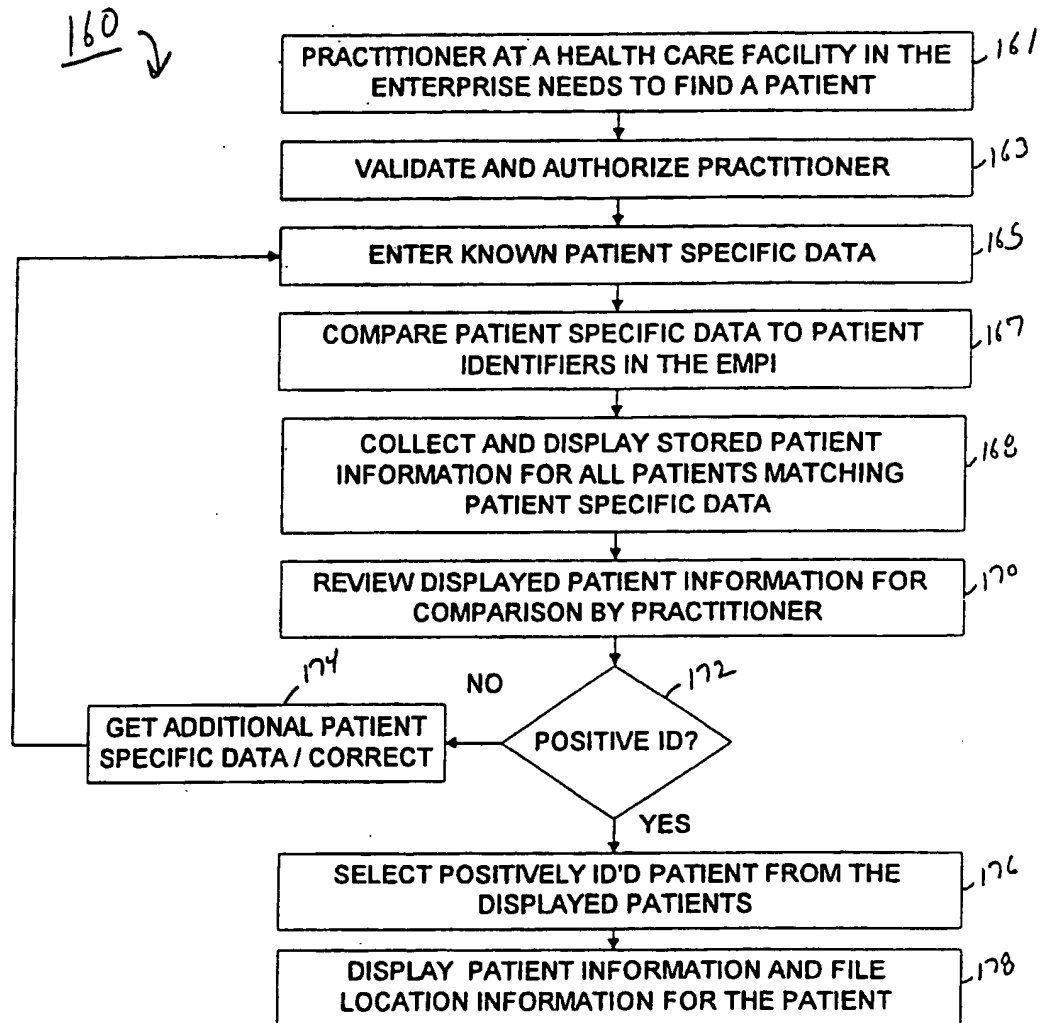 160
PRACTITIONER AT A HEALTH CARE FACILITY IN THE
ENTERPRISE NEEDS TO FIND A PATIENT
161
VALIDATE AND AUTHORIZE PRACTITIONER
163
ENTER KNOWN PATIENT SPECIFIC DATA
165
COMPARE PATIENT SPECIFIC DATA TO PATIENT
IDENTIFIERS IN THE EMPI
167
COLLECT AND DISPLAY STORED PATIENT
INFORMATION FOR ALL PATIENTS MATCHING
PATIENT SPECIFIC DATA
168
REVIEW DISPLAYED PATIENT INFORMATION FOR
COMPARISON BY PRACTITIONER
170
174
NO
172
GET ADDITIONAL PATIENT
SPECIFIC DATA / CORRECT
POSITIVE ID?
YES
SELECT POSITIVELY ID'D PATIENT FROM THE
DISPLAYED PATIENTS
176
DISPLAY PATIENT INFORMATION AND FILE
LOCATION INFORMATION FOR THE PATIENT
178